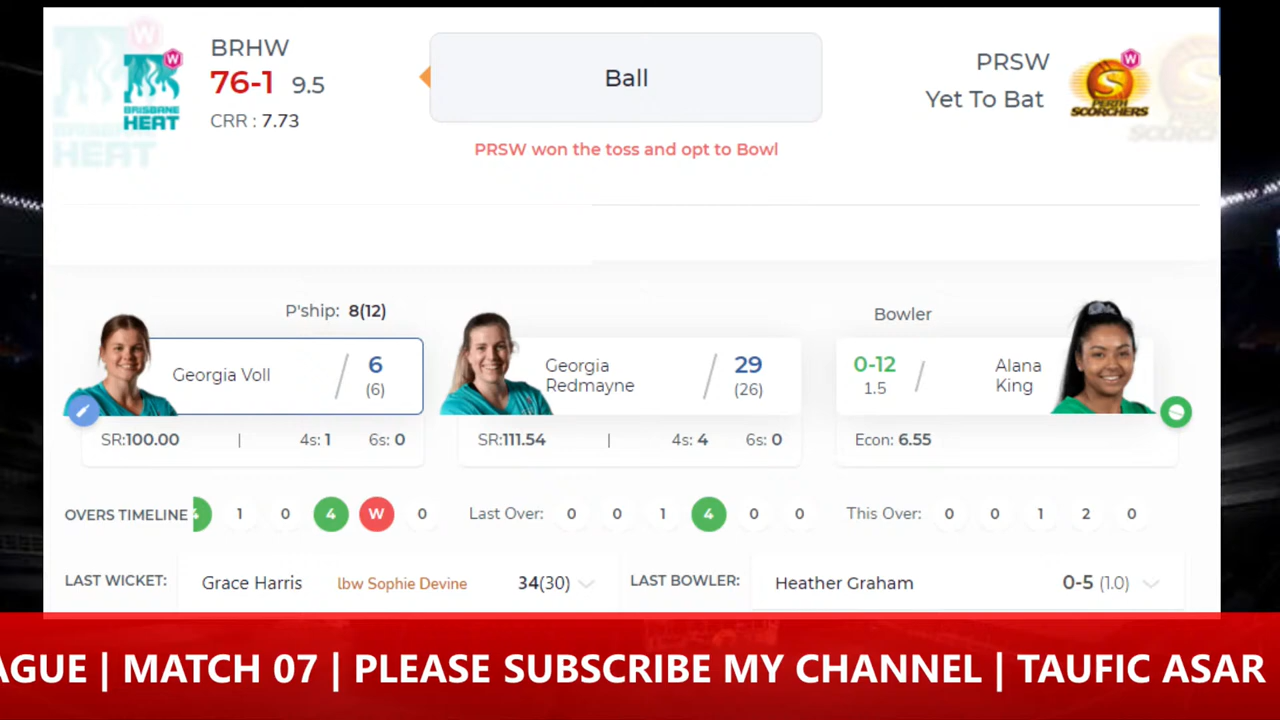 BRHW
76-1 9.5
CRR : 7.73
W
BRISBANE
HEAT
Ball
PRSW won the toss and opt to Bowl
PRSW
Yet To Bat
W
PERTH
SCORCHERS
P'ship: 8(12)
Georgia Voll
6
(6)
SR:100.00 | 4s: 1 6s: 0
Georgia
Redmayne
29
(26)
SR:111.54 | 4s: 4 6s: 0
Bowler
0-12
1.5
Alana
King
Econ: 6.55
OVERS TIMELINE 4 1 0 4 W 0 Last Over: 0 0 1 4 0 0 This Over: 0 0 1 2 0
LAST WICKET: Grace Harris lbw Sophie Devine 34(30) LAST BOWLER: Heather Graham 0-5 (1.0)
AGUE | MATCH 07 | PLEASE SUBSCRIBE MY CHANNEL | TAUFIC ASAR